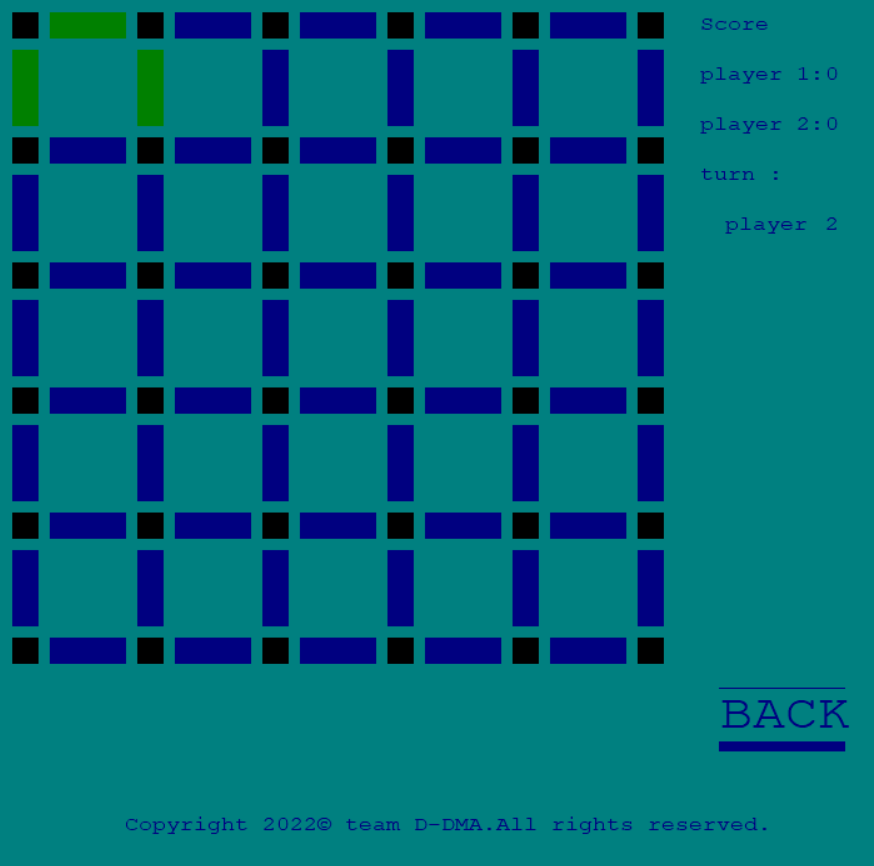 Score
player 1:0
player 2:0
turn :
player 2
BACK
Copyright 2022© team D-DMA.All rights reserved.